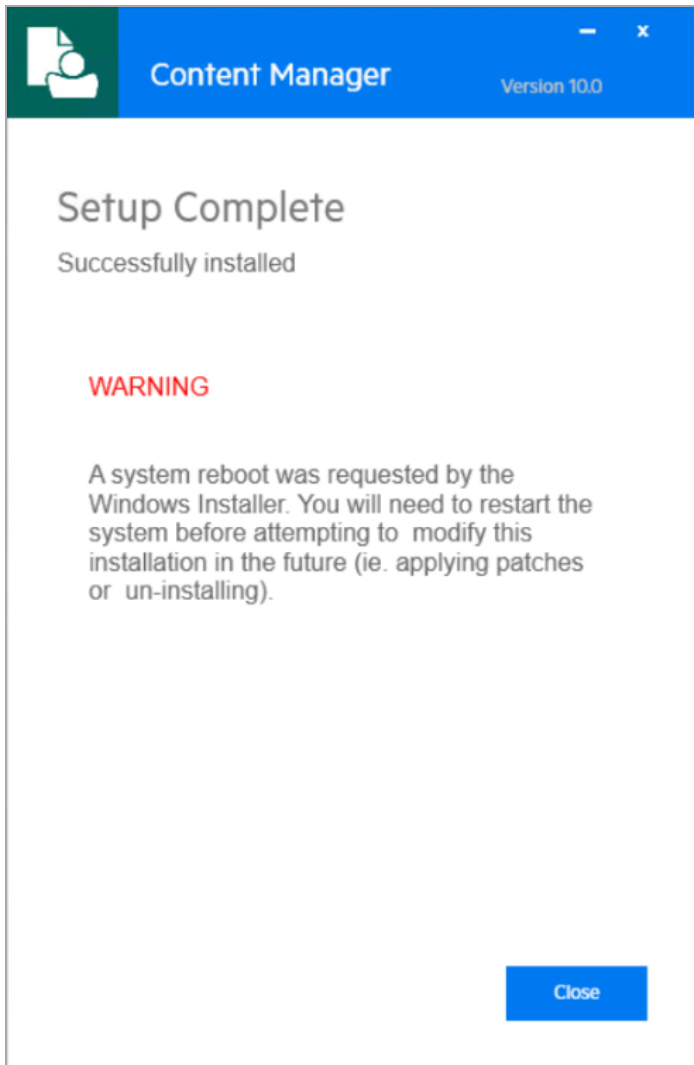 Content Manager
Version 10.0
Setup Complete
Successfully installed
WARNING
A system reboot was requested by the
Windows Installer. You will need to restart the
system before attempting to  modify this
installation in the future (ie. applying patches
or  un-installing).
Close